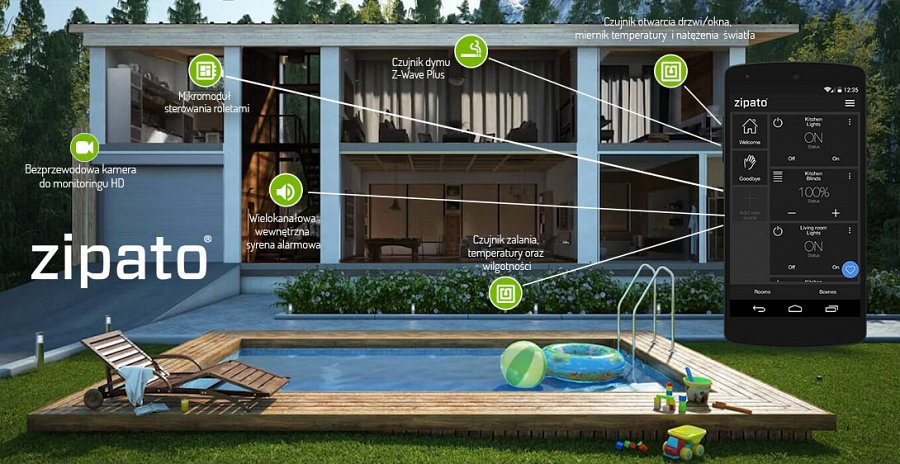 Czujnik otwarcia drzwi/okna,
miernik temperatury i natężenia światła
Czujnik dymu
Z-Wave Plus
Mikromoduł
sterowania roletami
Bezprzewodowa kamera
do monitoringu HD
Wielokanałowa
wewnętrzna
syrena alarmowa
Czujnik zalania,
temperatury oraz
wilgotności
zipato®
12:35
zipato
Welcome
Goodbye
Add new
scene
Kitchen
Lights
ON
Status
Off On
Kitchen
Blinds
100%
Status
− +
Living room
Lights
ON
Status
Off On
Rooms Scenes